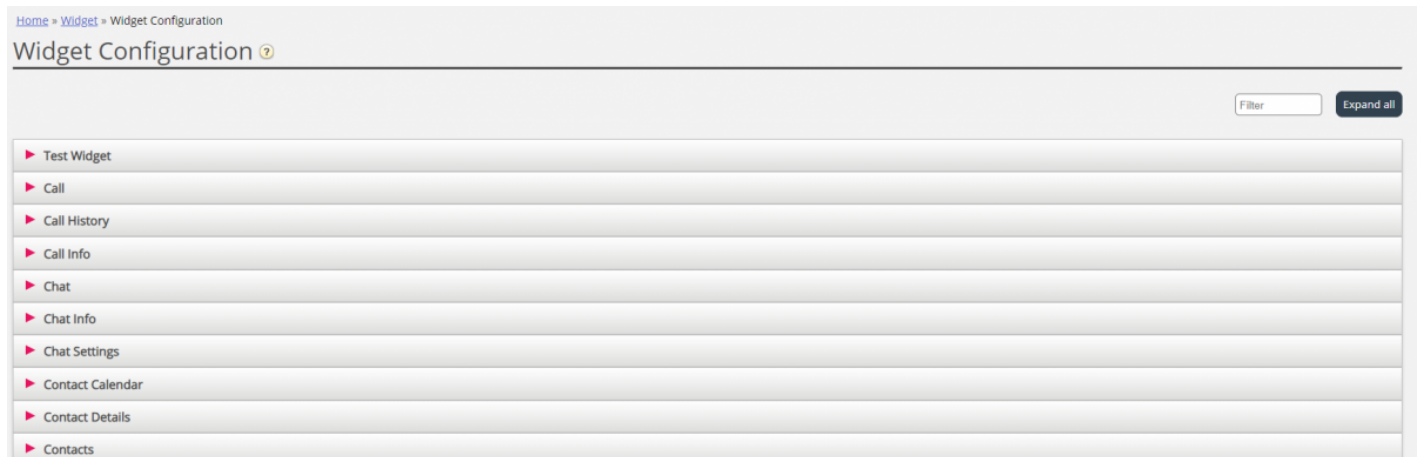 Home » Widget » Widget Configuration
Widget Configuration ?
Filter Expand all
Test Widget
Call
Call History
Call Info
Chat
Chat Info
Chat Settings
Contact Calendar
Contact Details
Contacts